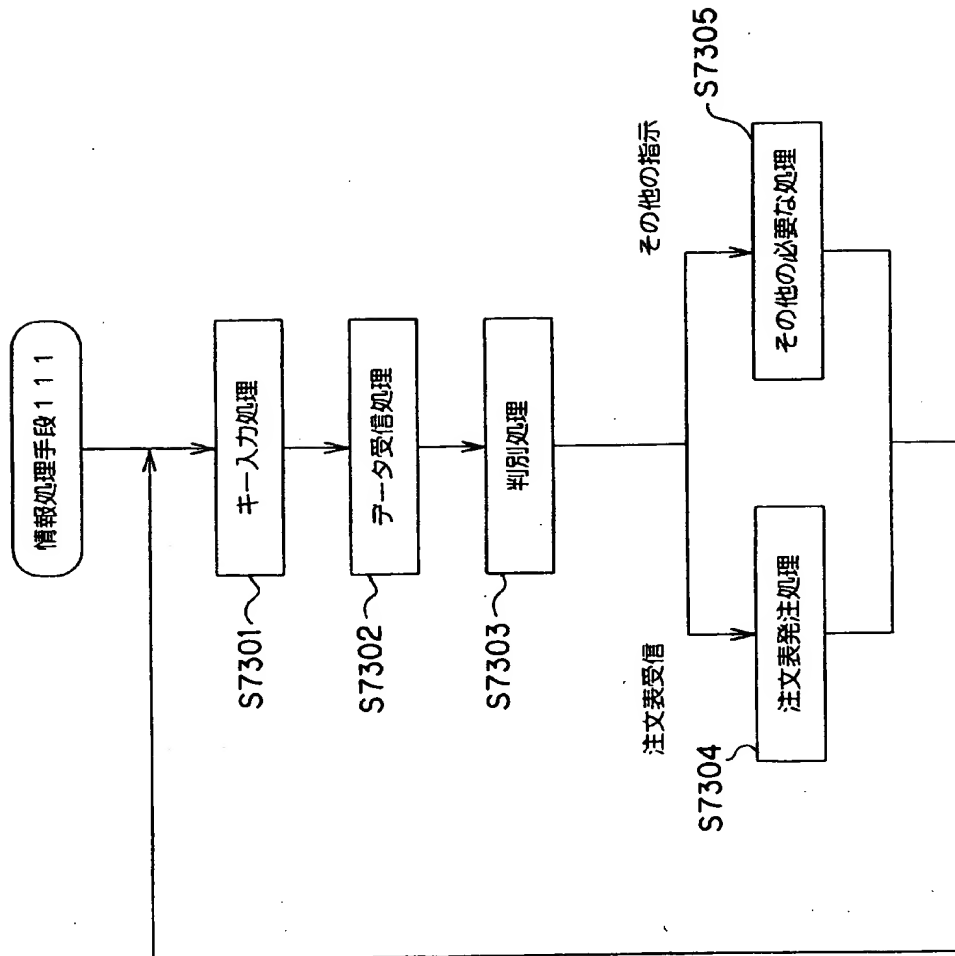 情報処理手段111
キー入力処理
S7301
データ受信処理
S7302
判別処理
S7303
注文表受信
その他の指示
注文表発注処理
S7304
その他の必要な処理
S7305